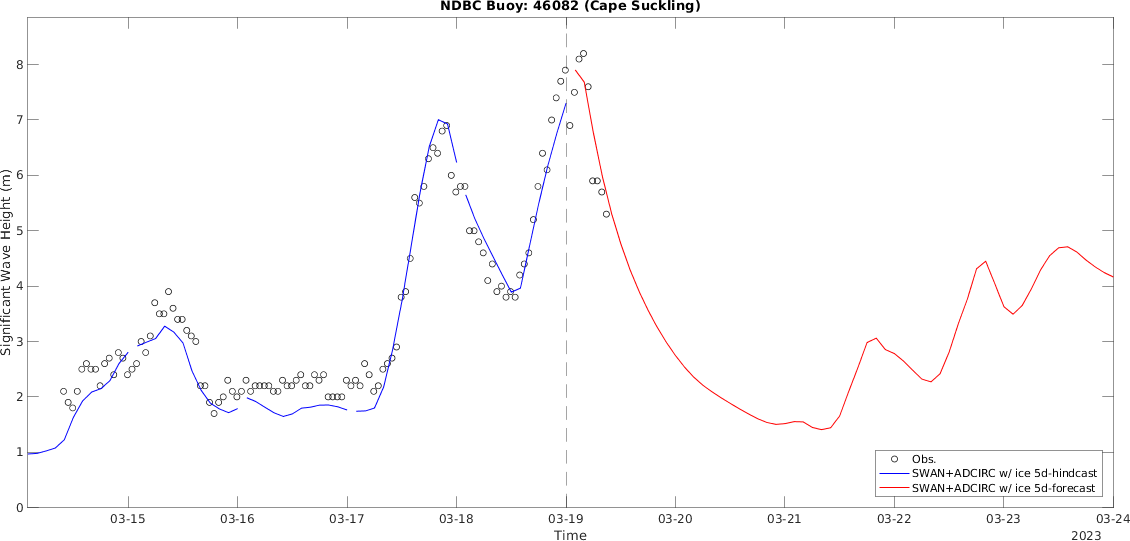 NDBC Buoy: 46082 (Cape Suckling)
Significant Wave Height (m)
8
7
6
5
4
3
2
1
0
Obs.
SWAN+ADCIRC w/ ice 5d-hindcast
SWAN+ADCIRC w/ ice 5d-forecast
03-15 03-16 03-17 03-18 03-19 03-20 03-21 03-22 03-23 03-24
Time 2023